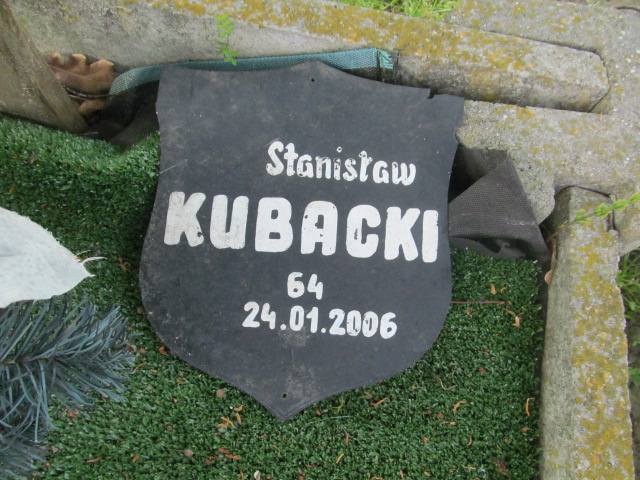 Stanisław
KUBACKI
64
24.01.2006